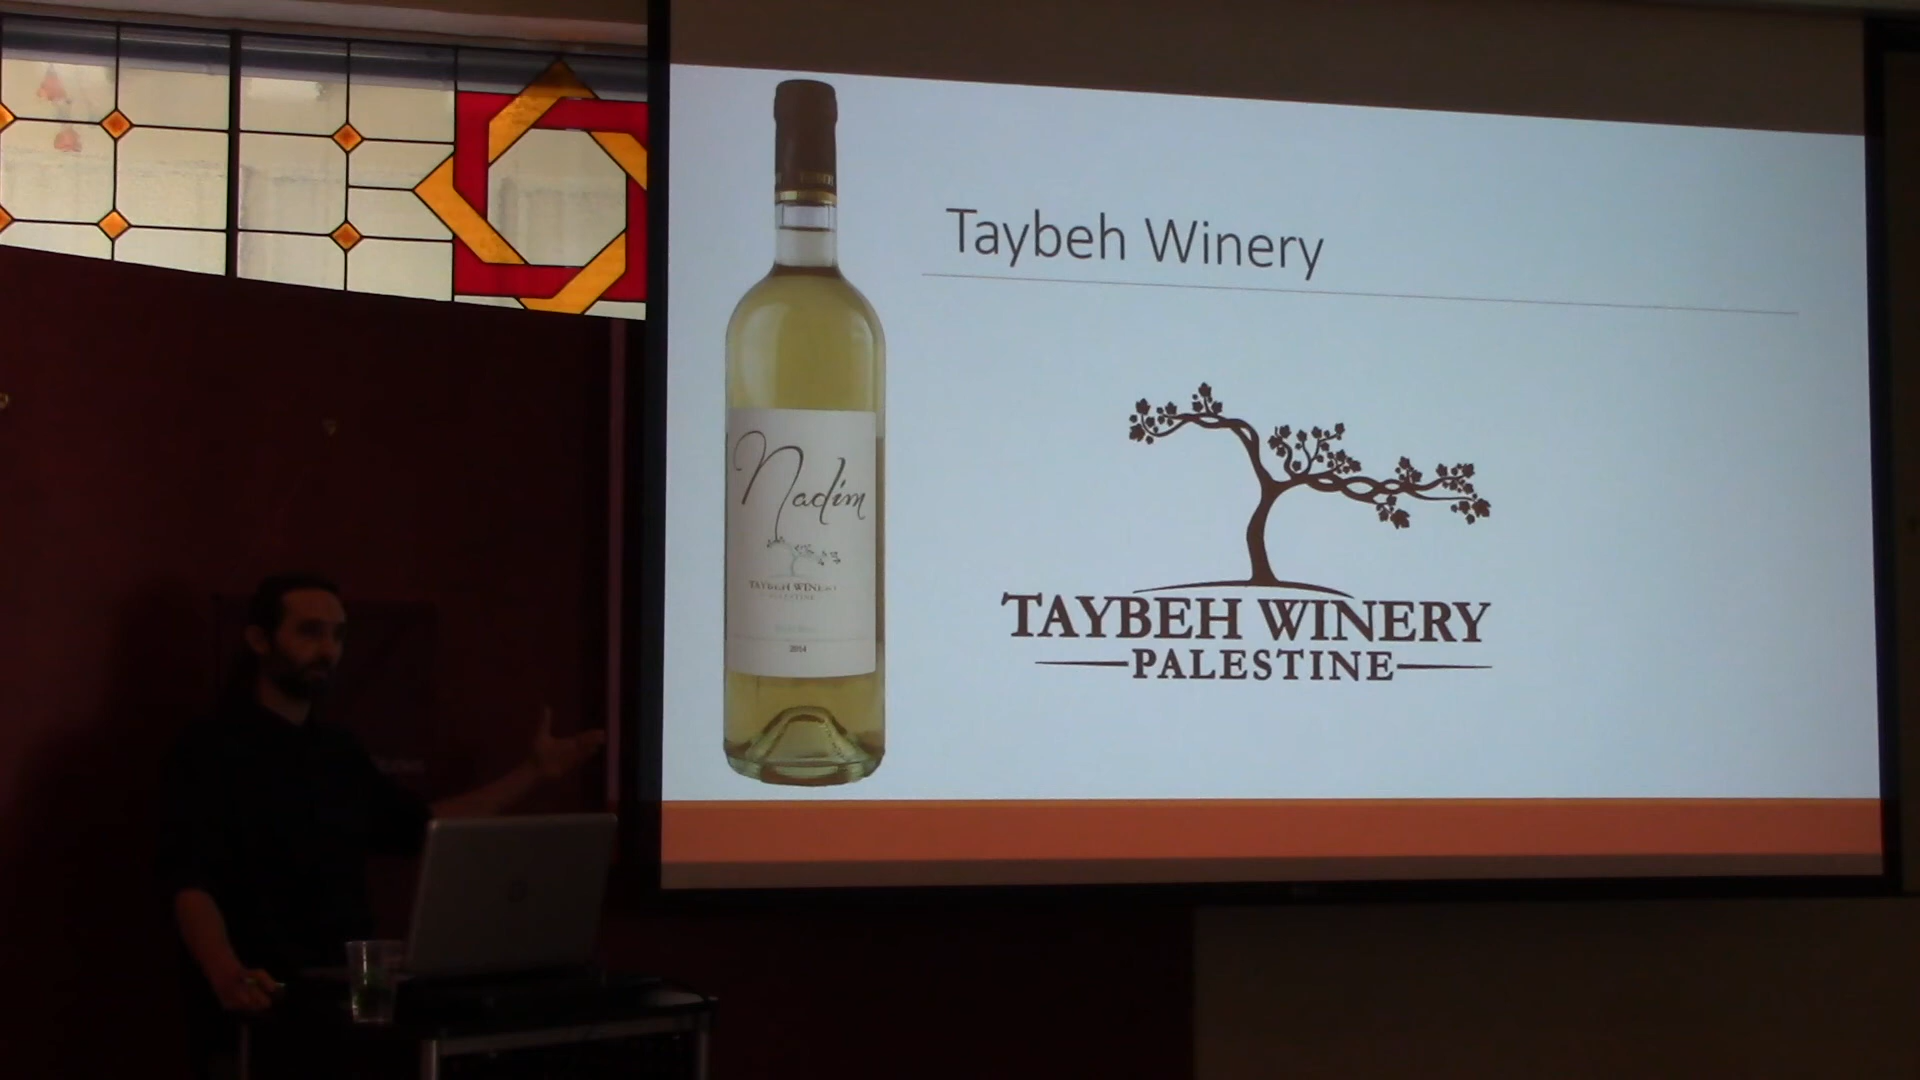 Taybeh Winery
Nadim
TAYBEH WINERY
PALESTINE
2014
TAYBEH WINERY
PALESTINE